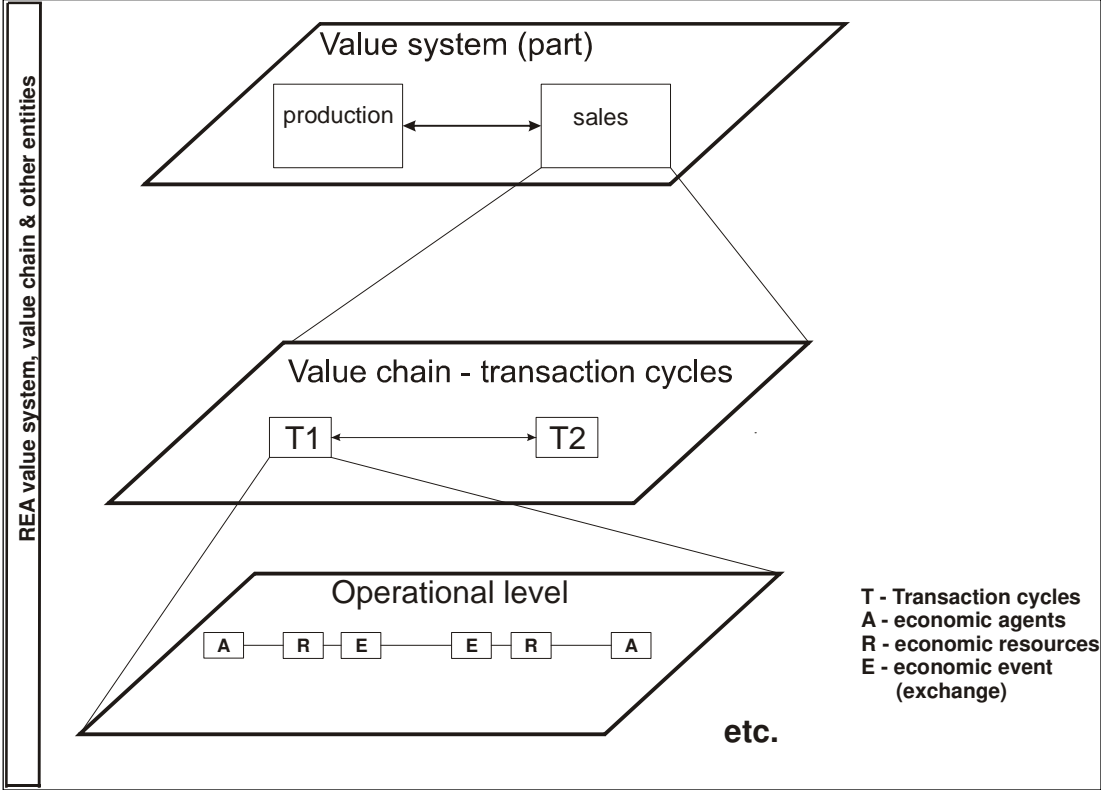 REA value system, value chain & other entities
Value system (part)
production
sales
Value chain - transaction cycles
T1
T2
Operational level
A
R
E
E
R
A
T - Transaction cycles
A - economic agents
R - economic resources
E - economic event
(exchange)
etc.